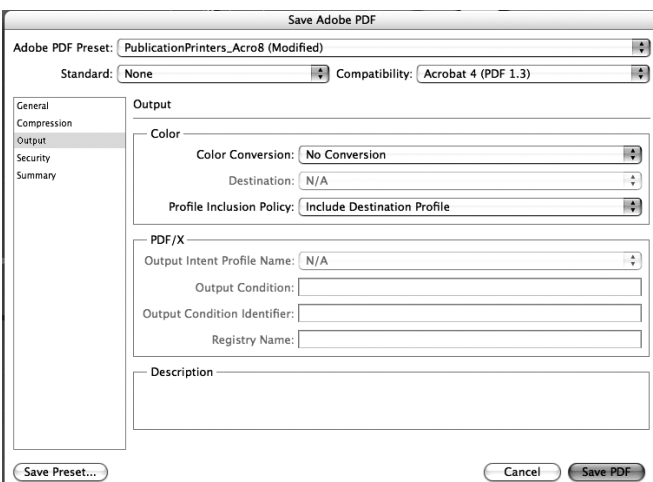 Save Adobe PDF
Adobe PDF Preset: PublicationPrinters_Acro8 (Modified)
Standard: None Compatibility: Acrobat 4 (PDF 1.3)
General
Compression
Output
Security
Summary
Output
Color
Color Conversion: No Conversion
Destination: N/A
Profile Inclusion Policy: Include Destination Profile
PDF/X
Output Intent Profile Name: N/A
Output Condition:
Output Condition Identifier:
Registry Name:
Description
Save Preset... Cancel Save PDF